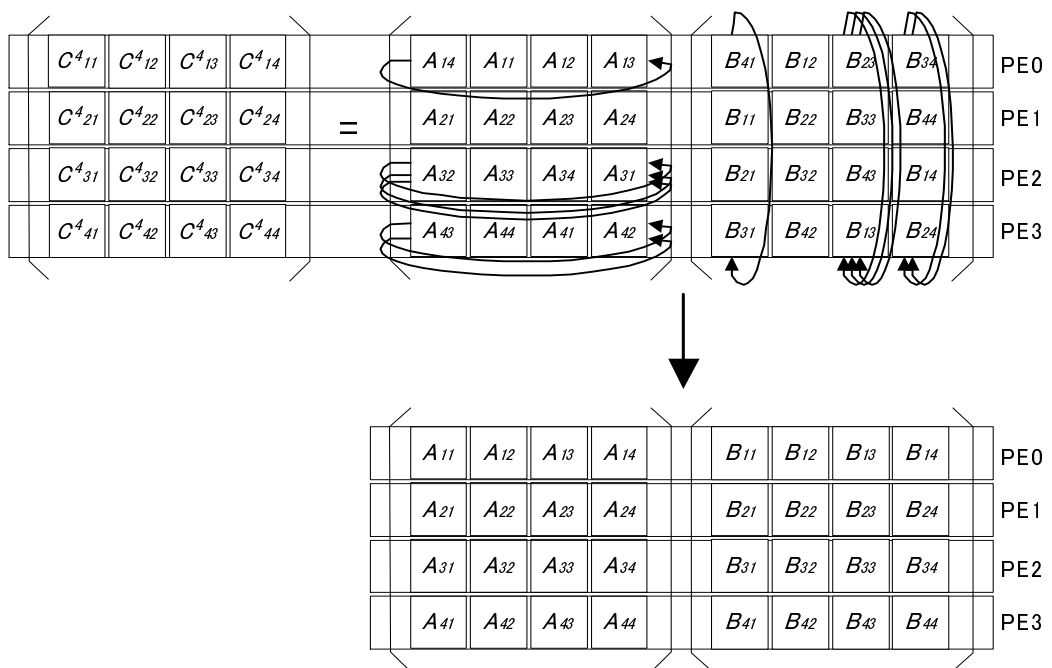 C⁴₁₁ C⁴₁₂ C⁴₁₃ C⁴₁₄ A₁₄ A₁₁ A₁₂ A₁₃ B₄₁ B₁₂ B₂₃ B₃₄ PE0
C⁴₂₁ C⁴₂₂ C⁴₂₃ C⁴₂₄ = A₂₁ A₂₂ A₂₃ A₂₄ B₁₁ B₂₂ B₃₃ B₄₄ PE1
C⁴₃₁ C⁴₃₂ C⁴₃₃ C⁴₃₄ A₃₂ A₃₃ A₃₄ A₃₁ B₂₁ B₃₂ B₄₃ B₁₄ PE2
C⁴₄₁ C⁴₄₂ C⁴₄₃ C⁴₄₄ A₄₃ A₄₄ A₄₁ A₄₂ B₃₁ B₄₂ B₁₃ B₂₄ PE3
A₁₁ A₁₂ A₁₃ A₁₄ B₁₁ B₁₂ B₁₃ B₁₄ PE0
A₂₁ A₂₂ A₂₃ A₂₄ B₂₁ B₂₂ B₂₃ B₂₄ PE1
A₃₁ A₃₂ A₃₃ A₃₄ B₃₁ B₃₂ B₃₃ B₃₄ PE2
A₄₁ A₄₂ A₄₃ A₄₄ B₄₁ B₄₂ B₄₃ B₄₄ PE3